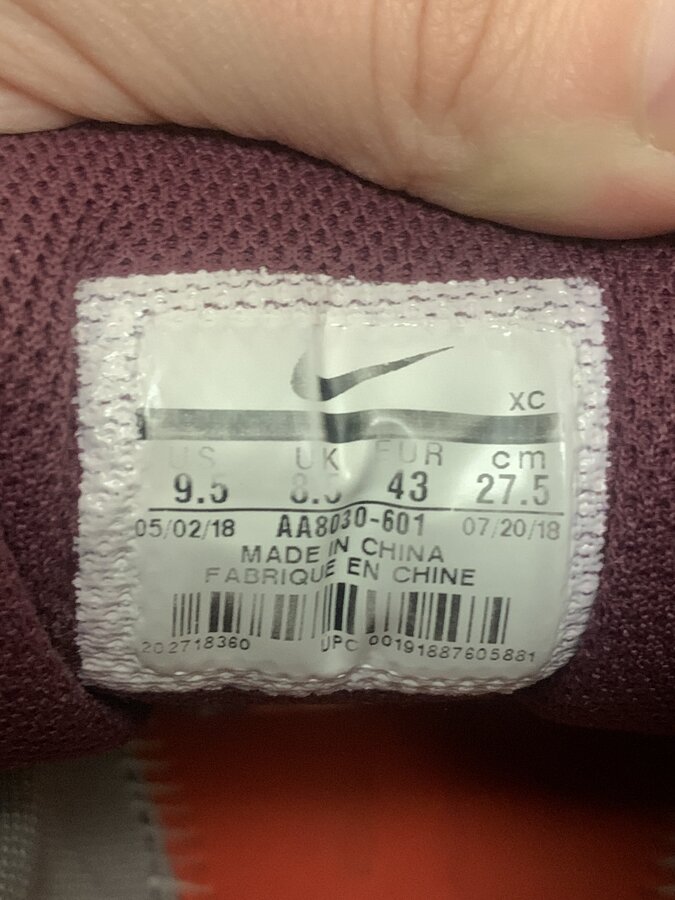 XC
US UK EUR cm
9.5 8.5 43 27.5
05/02/18 AA8030-601 07/20/18
MADE IN CHINA
FABRIQUE EN CHINE
202718360 UPC 00191887605881